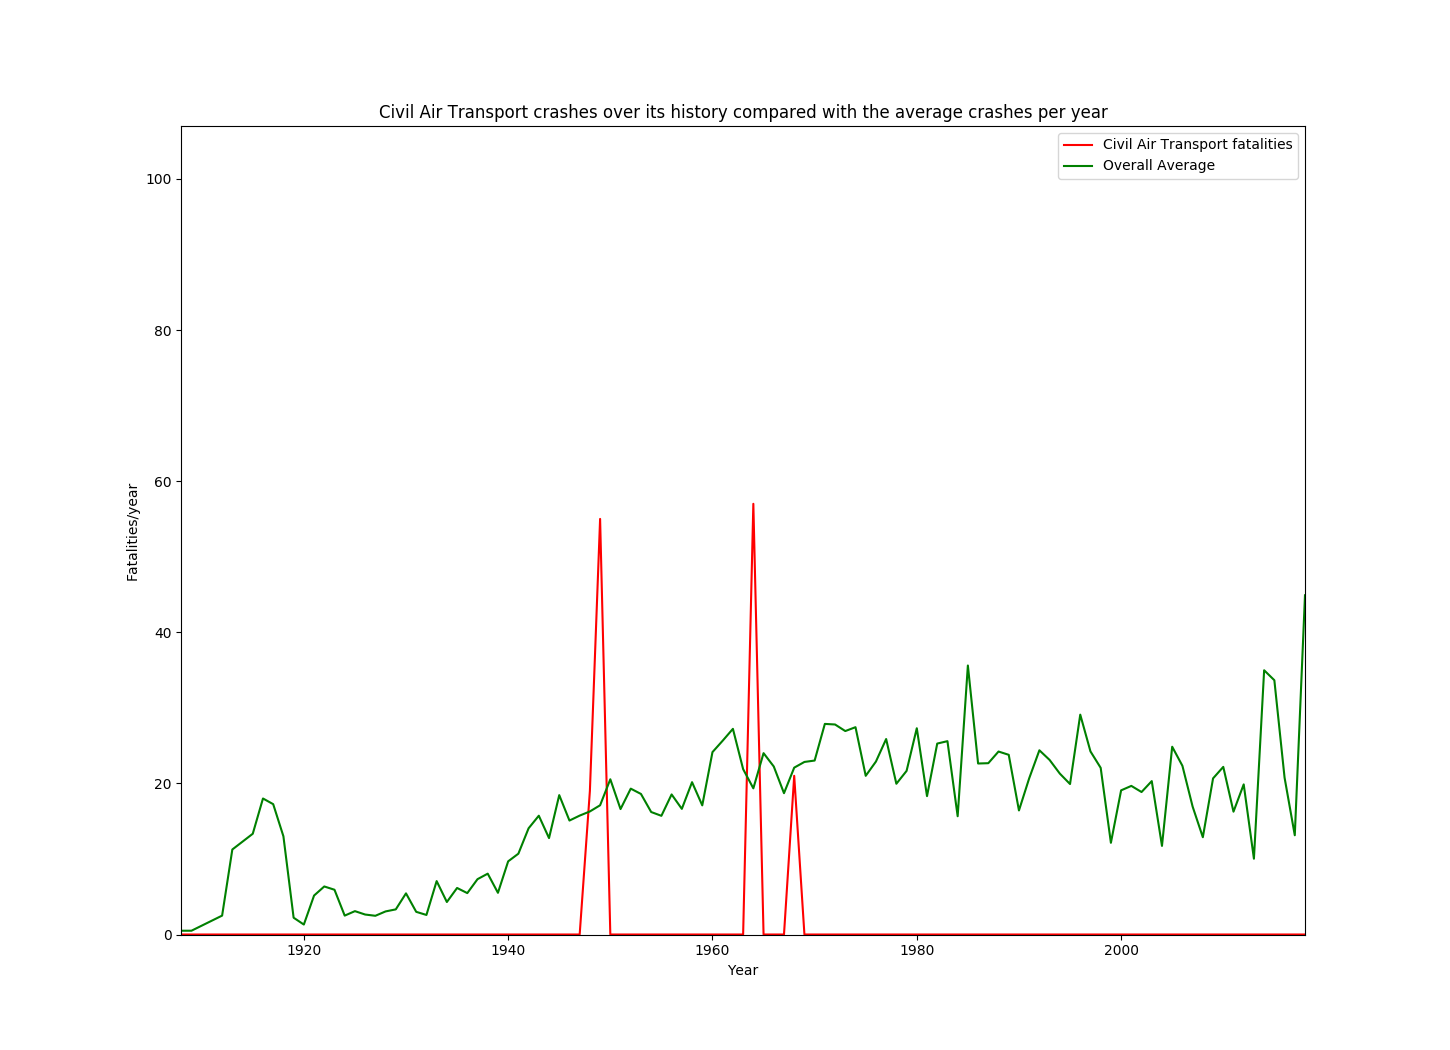 Civil Air Transport crashes over its history compared with the average crashes per year
Civil Air Transport fatalities
Overall Average
100
80
60
40
20
0
Fatalities/year
1920
1940
1960
1980
2000
Year